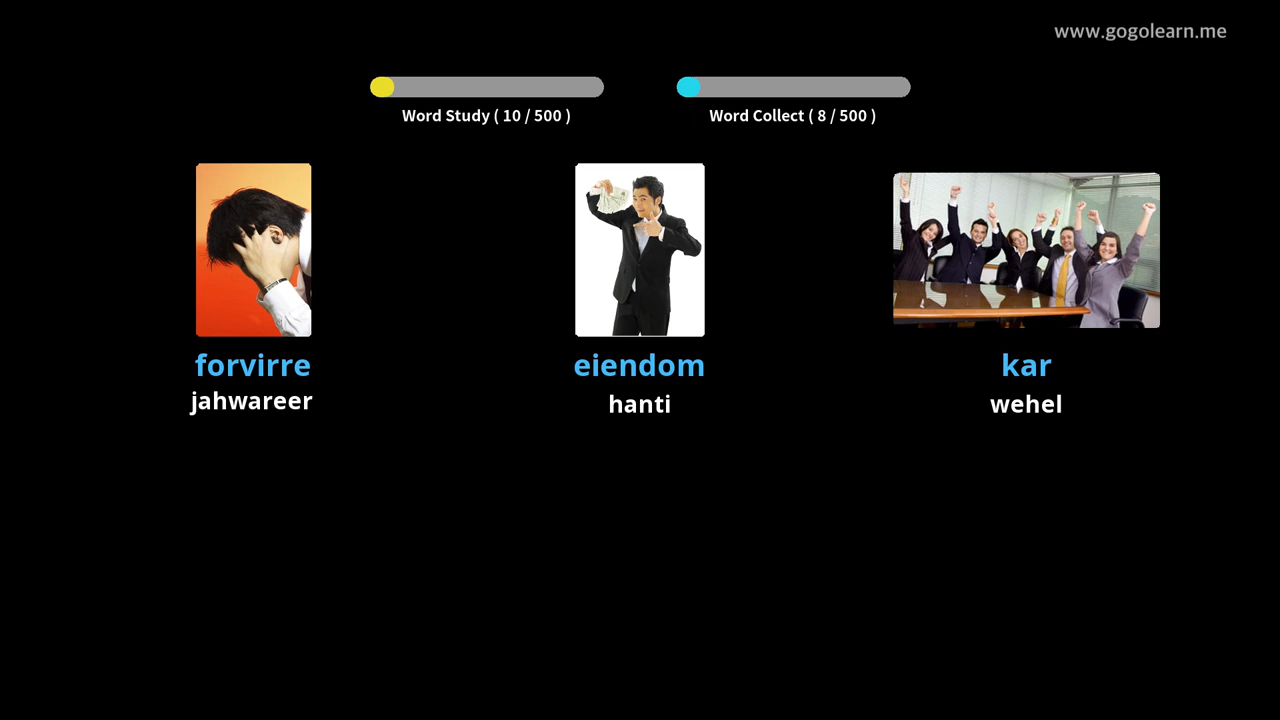 www.gogolearn.me
Word Study ( 10 / 500 )
Word Collect ( 8 / 500 )
forvirre
jahwareer
eiendom
hanti
kar
wehel